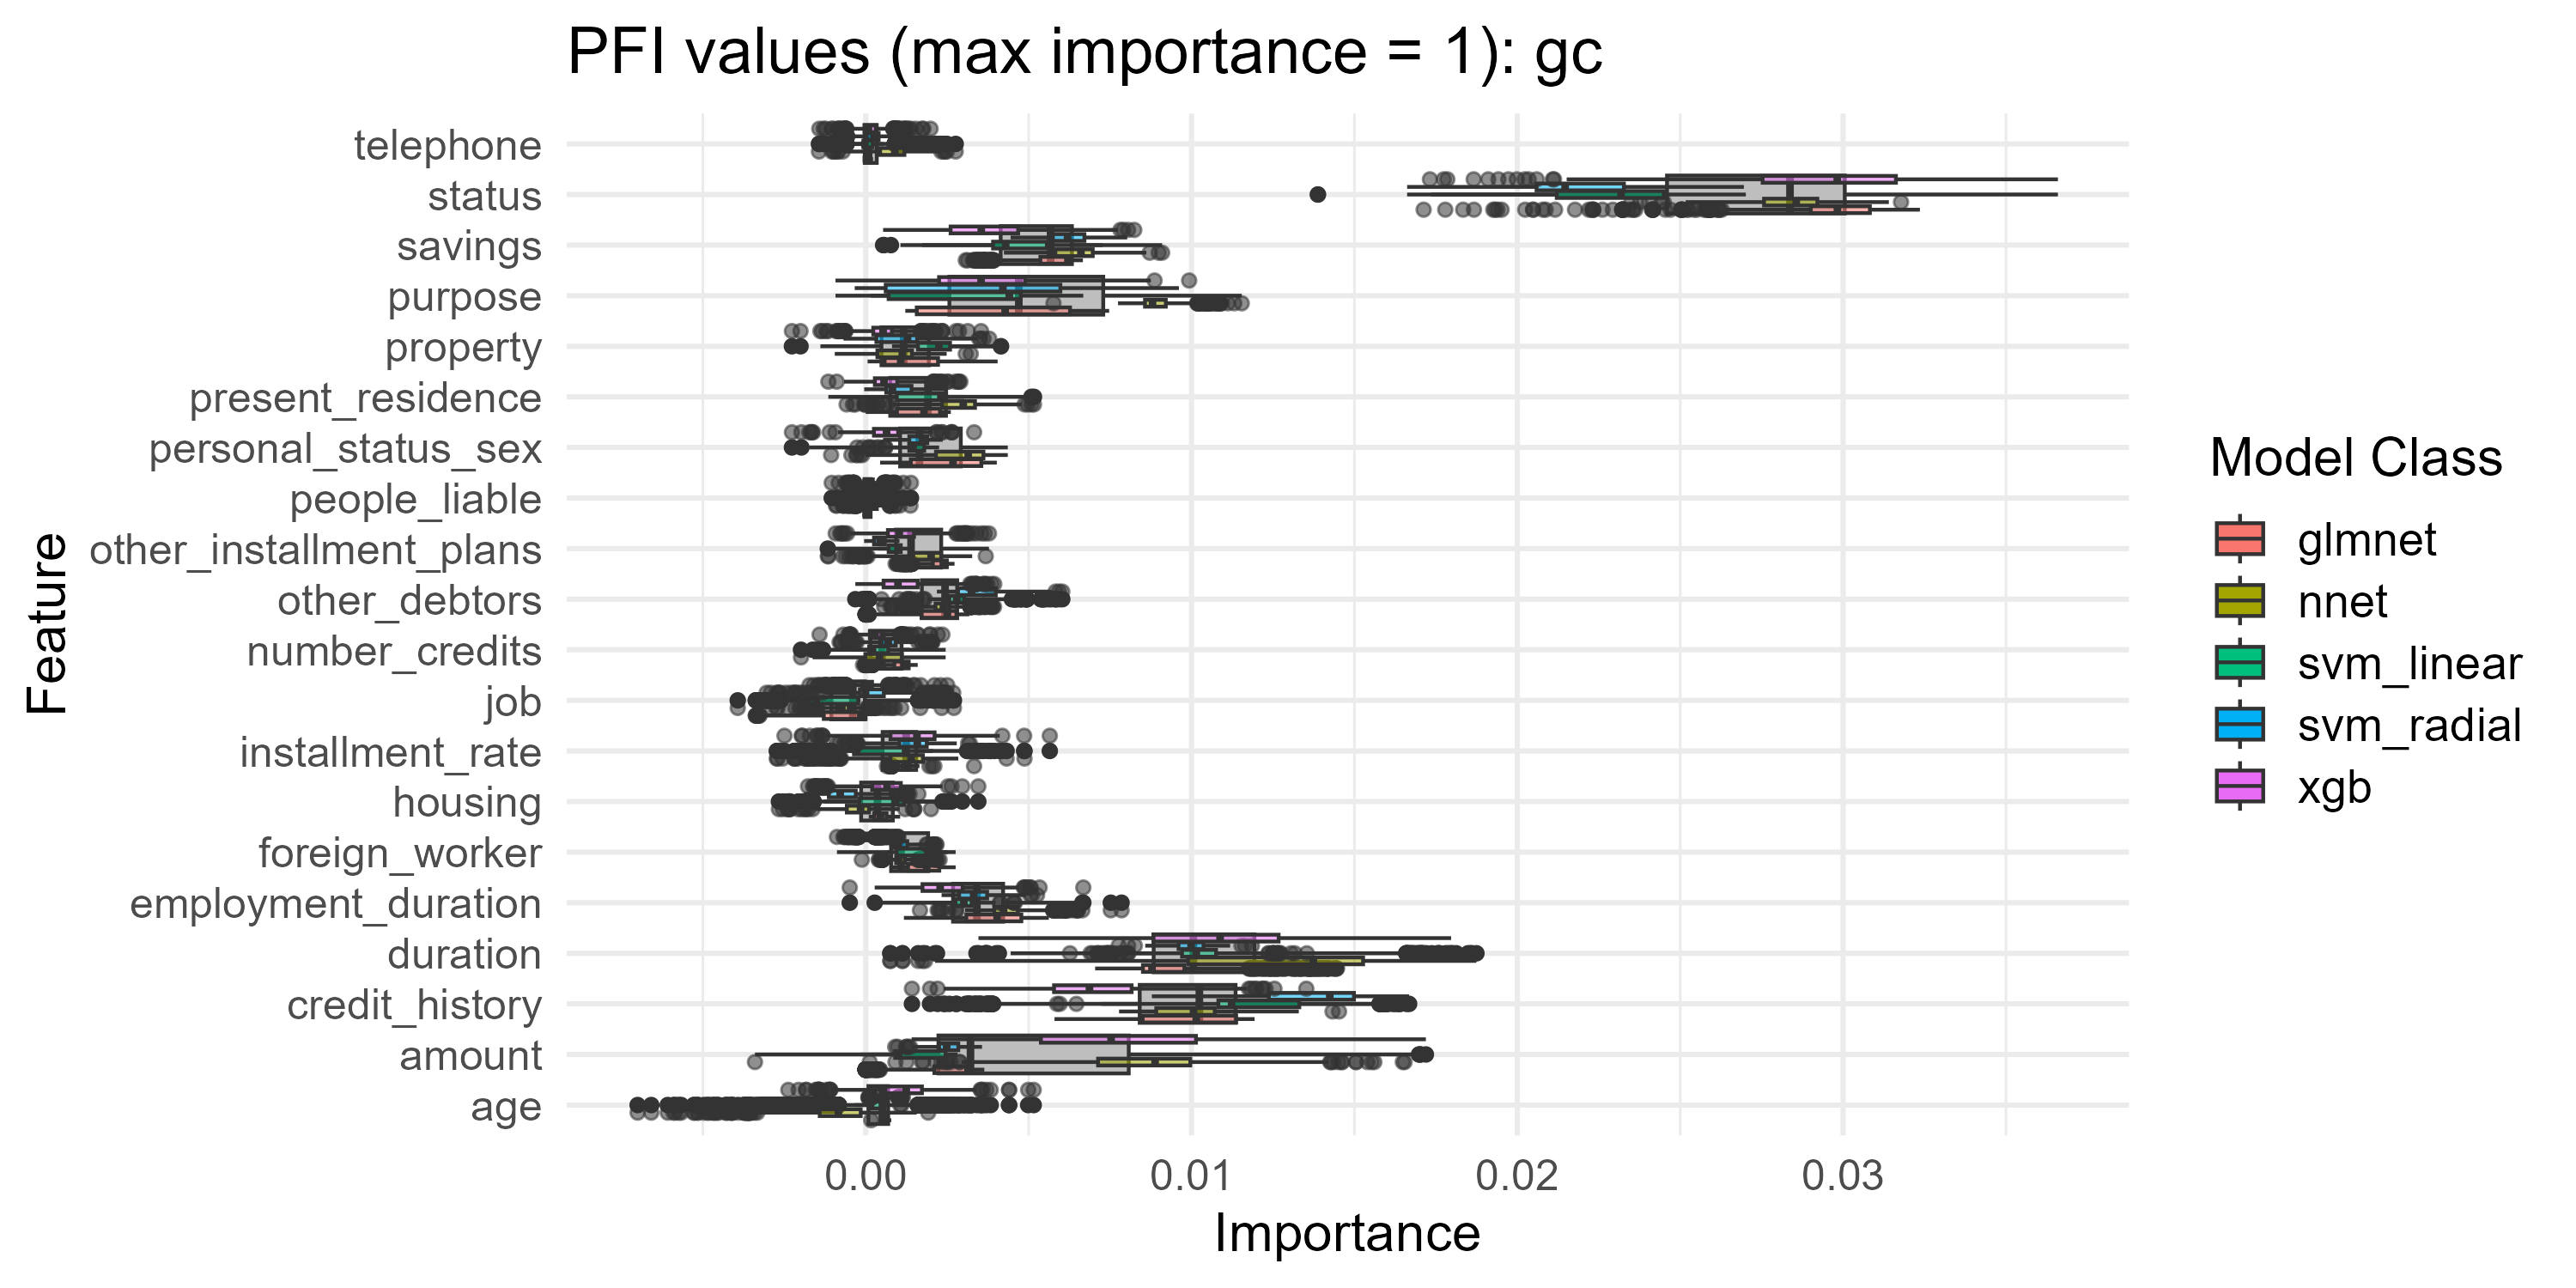 PFI values (max importance = 1): gc
telephone
status
savings
purpose
property
present_residence
personal_status_sex
people_liable
other_installment_plans
other_debtors
number_credits
job
installment_rate
housing
foreign_worker
employment_duration
duration
credit_history
amount
age
Feature
0.00 0.01 0.02 0.03
Importance
Model Class
glmnet
nnet
svm_linear
svm_radial
xgb